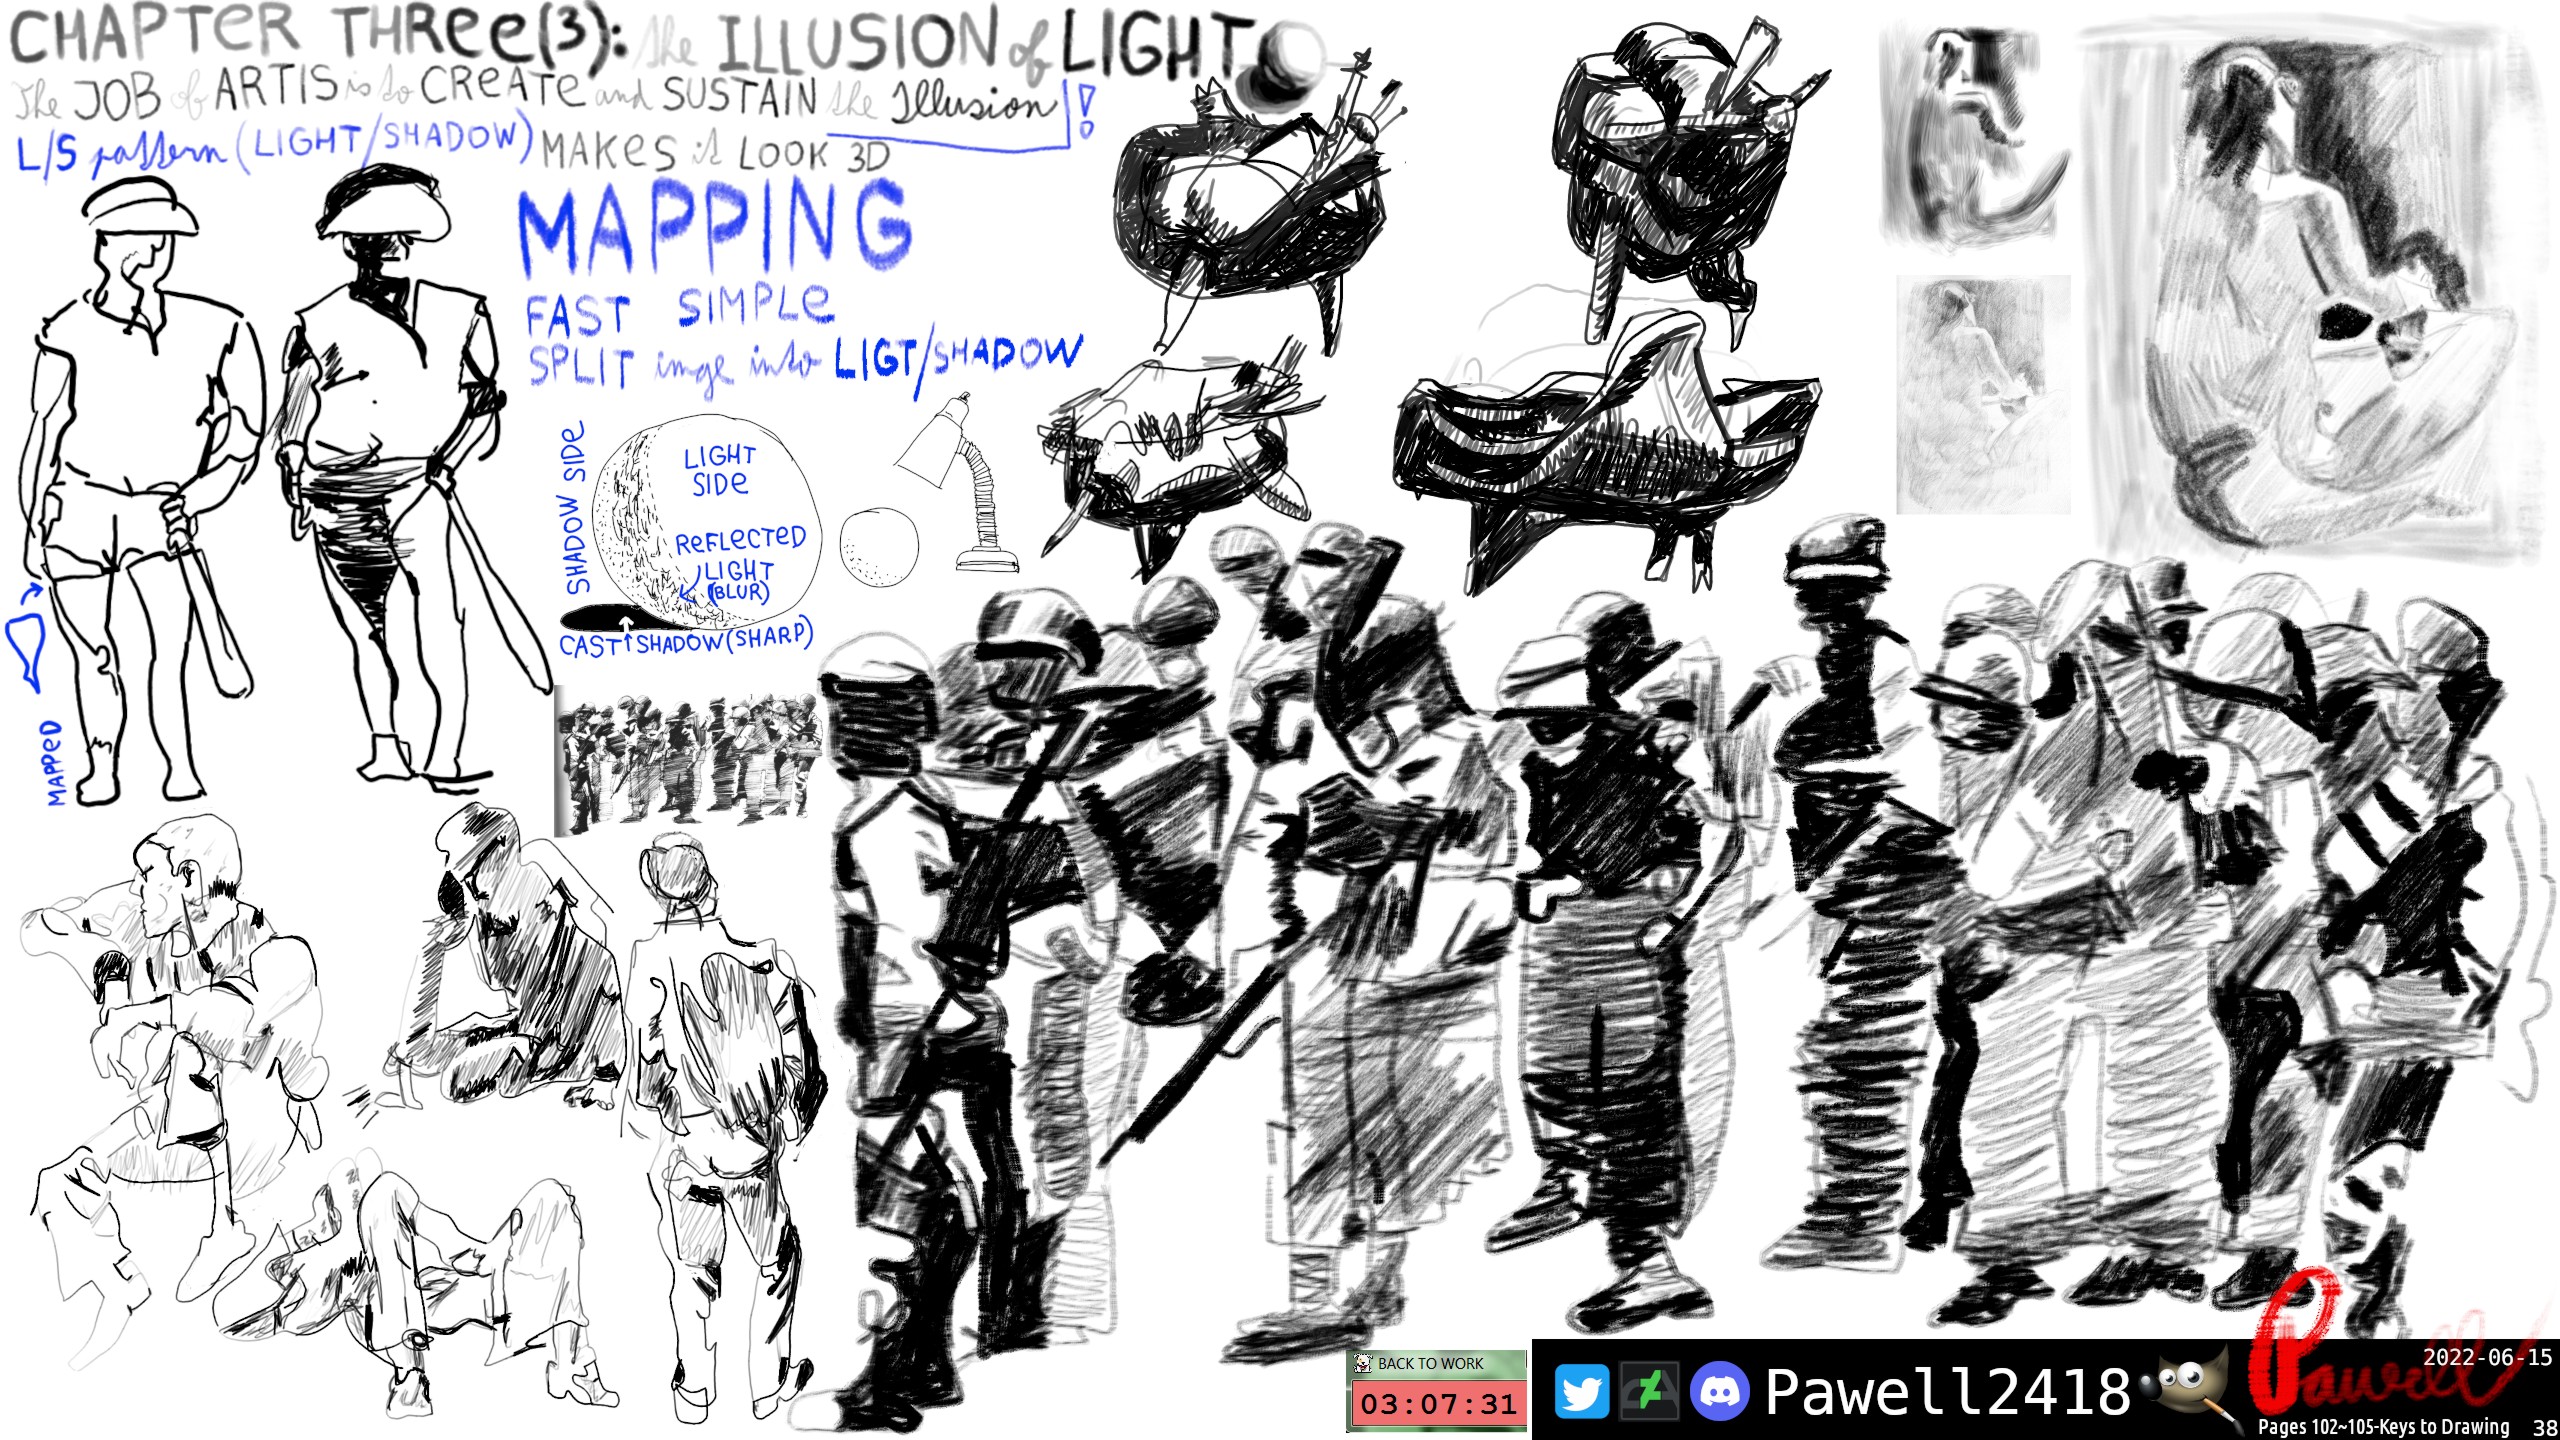 CHAPTER THRee(3): the ILLUSION of LIGHT
The JOB of ARTIS is to CREATe and SUSTAIN the Illusion!
L/S pattern (LIGHT/SHADOW) MAKES it LOOK 3D
MAPPING
FAST SIMPLe
SPLIT imge into LIGT/SHADOW
SHADOW SIDE
LIGHT
SIDe
ReFLeCTeD
LIGHT
(BLUR)
CAST SHADOW (SHARP)
MAPPeD
BACK TO WORK
03:07:31
Pawell2418
Pawell
2022-06-15
Pages 102~105-Keys to Drawing 38